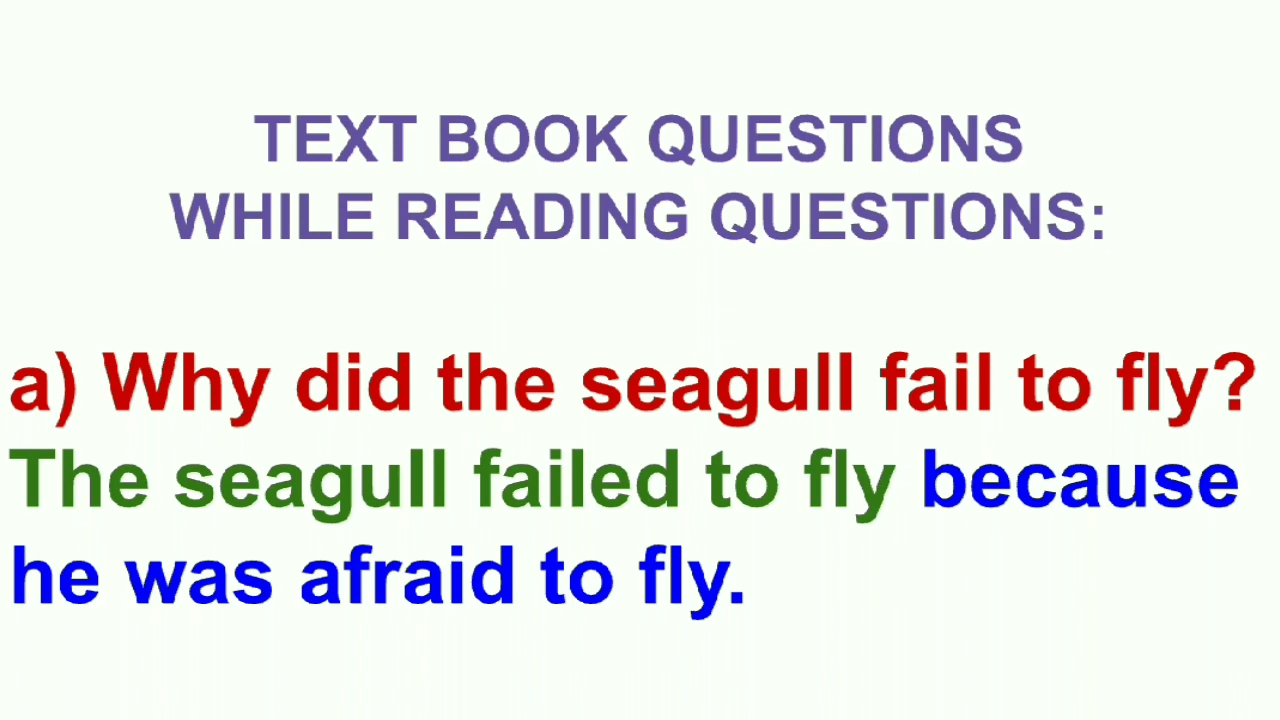 TEXT BOOK QUESTIONS
WHILE READING QUESTIONS:
a) Why did the seagull fail to fly?
The seagull failed to fly because
he was afraid to fly.